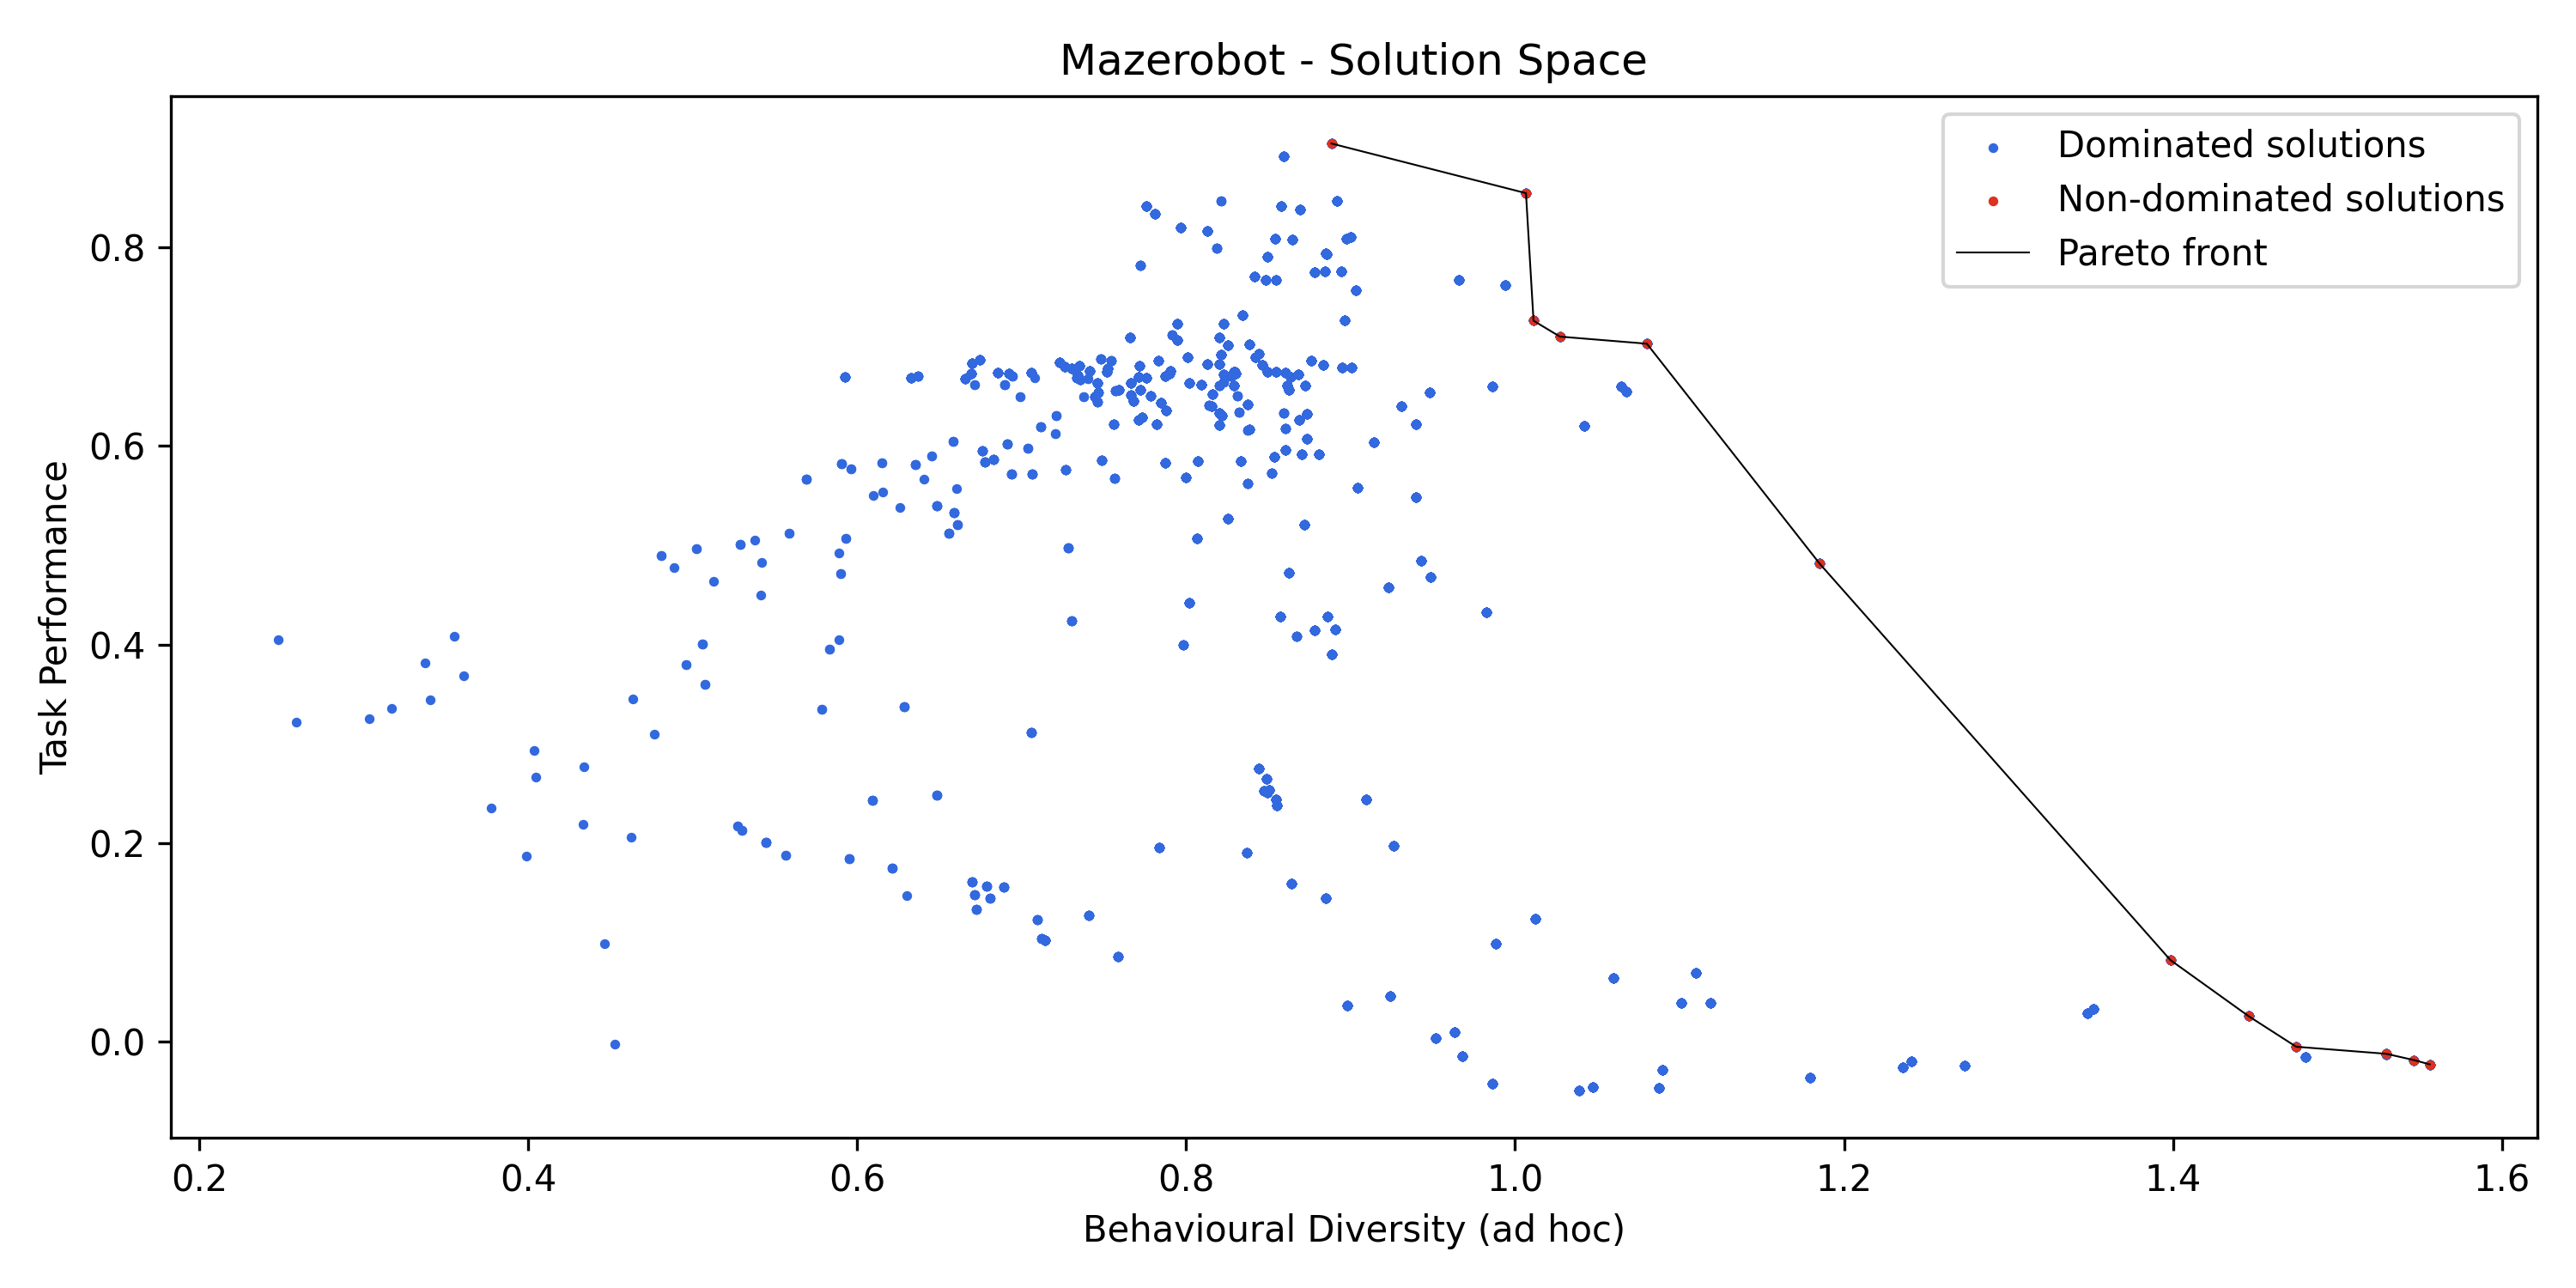 Mazerobot - Solution Space
Dominated solutions
Non-dominated solutions
Pareto front
Task Performance
0.8
0.6
0.4
0.2
0.0
0.2 0.4 0.6 0.8 1.0 1.2 1.4 1.6
Behavioural Diversity (ad hoc)